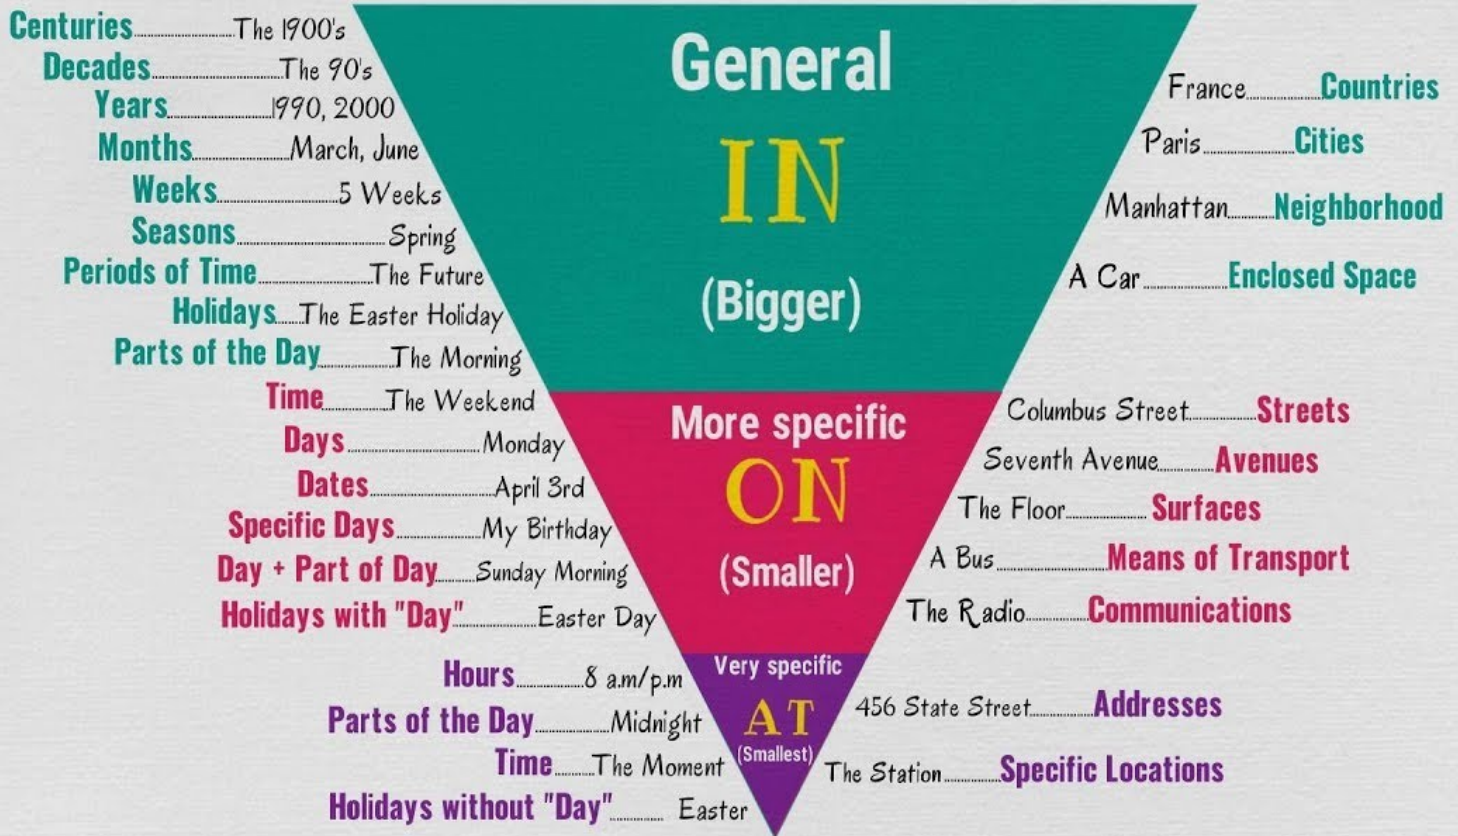 Centuries The 1900's
Decades The 90's
Years 1990, 2000
Months March, June
Weeks 5 Weeks
Seasons Spring
Periods of Time The Future
Holidays The Easter Holiday
Parts of the Day The Morning
Time The Weekend
Days Monday
Dates April 3rd
Specific Days My Birthday
Day + Part of Day Sunday Morning
Holidays with "Day" Easter Day
Hours 8 a.m/p.m
Parts of the Day Midnight
Time The Moment
Holidays without "Day" Easter
General
IN
(Bigger)
More specific
ON
(Smaller)
Very specific
AT
(Smallest)
France Countries
Paris Cities
Manhattan Neighborhood
A Car Enclosed Space
Columbus Street Streets
Seventh Avenue Avenues
The Floor Surfaces
A Bus Means of Transport
The Radio Communications
456 State Street Addresses
The Station Specific Locations